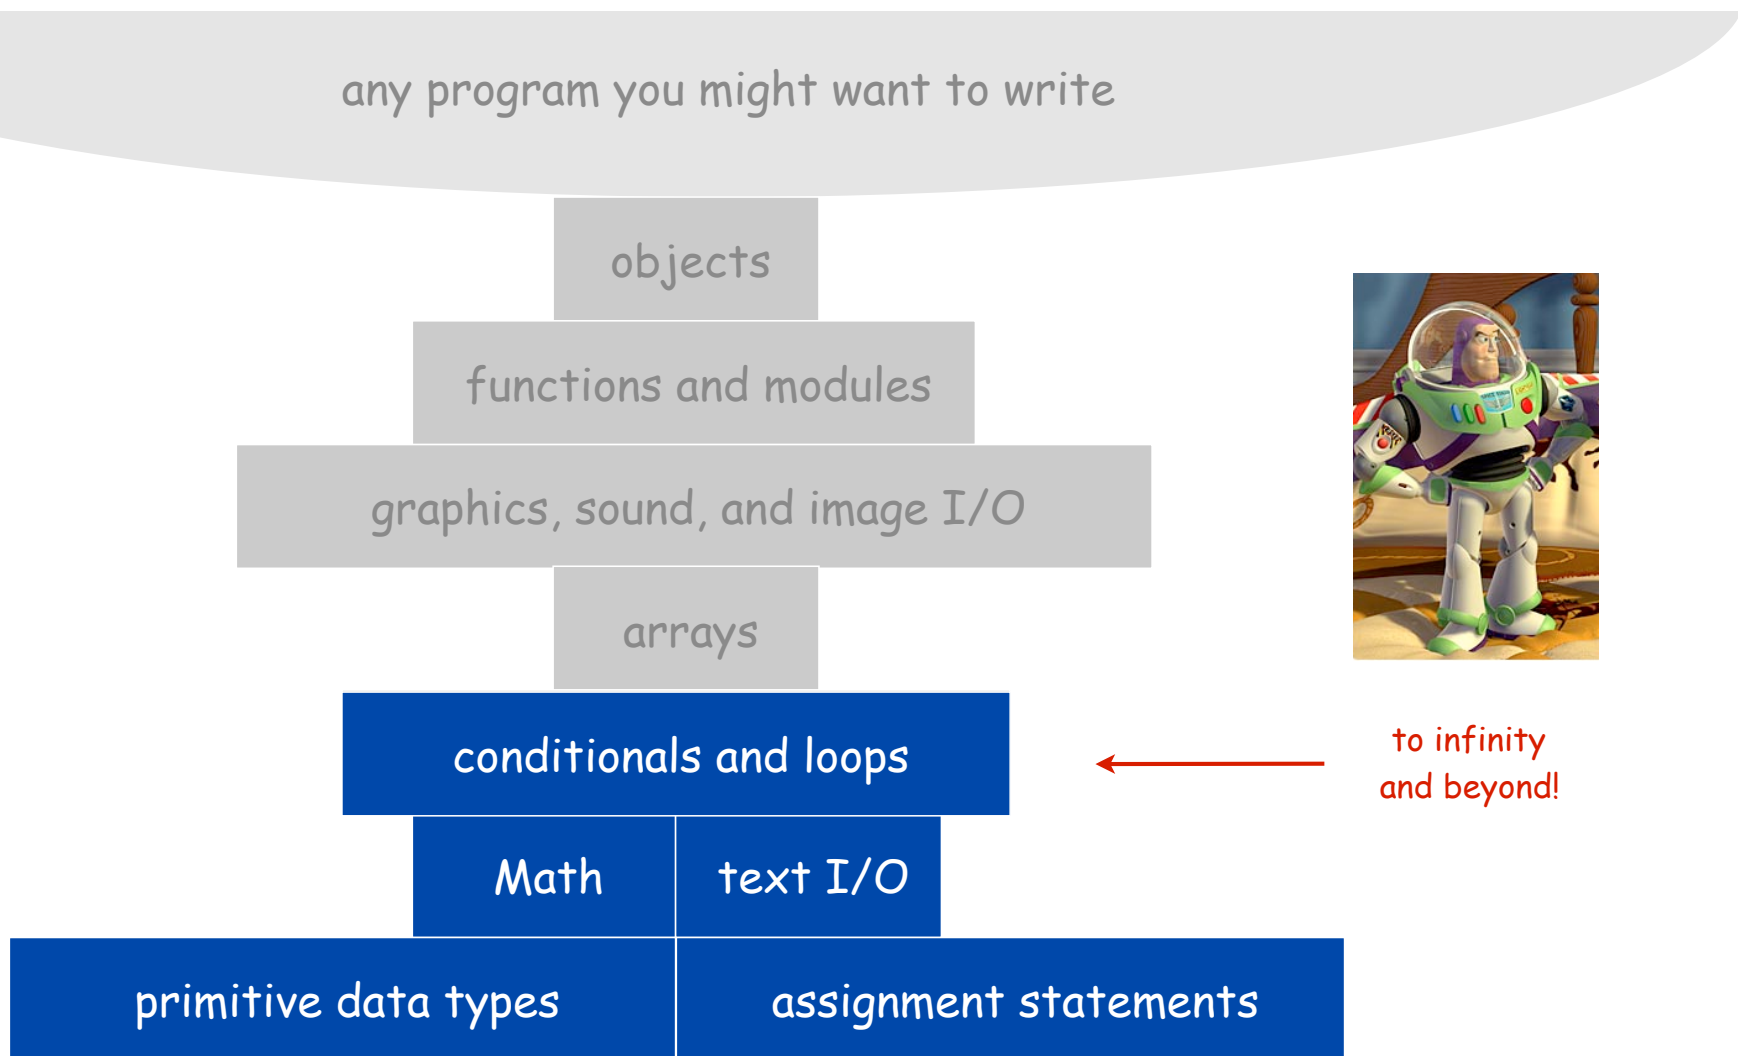 any program you might want to write
objects
functions and modules
graphics, sound, and image I/O
arrays
conditionals and loops
to infinity
and beyond!
Math
text I/O
primitive data types
assignment statements